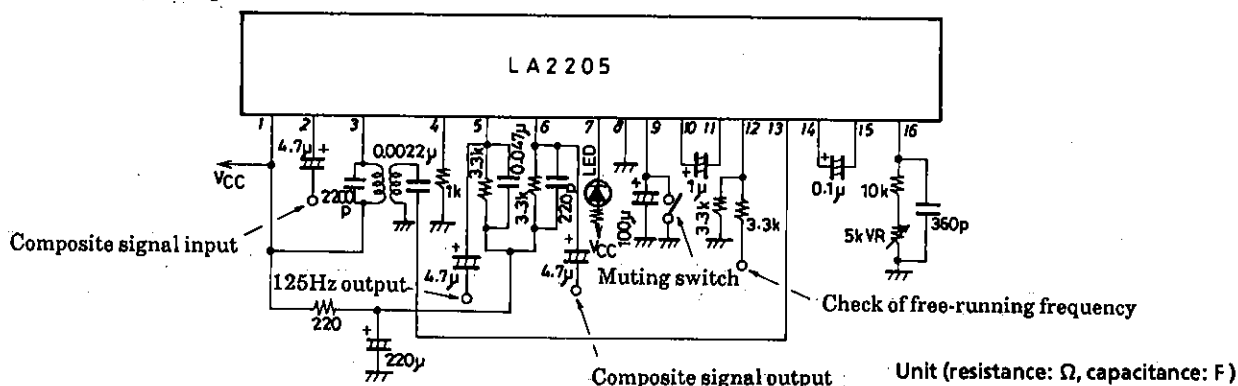 LA2205
1 2 3 4 5 6 7 8 9 10 11 12 13 14 15 16
4.7μ +
0.0022μ
3.3k
0.047μ
LED
VCC
2200p
1k
3.3k
220p
+ 100μ
+ 1μ
3.3k
3.3k
+ 0.1μ
10k
360p
5kVR
Composite signal input
+ 4.7μ
+ 4.7μ
VCC
Muting switch
125Hz output
Check of free-running frequency
220
+ 220μ
Composite signal output
Unit (resistance: Ω, capacitance: F)